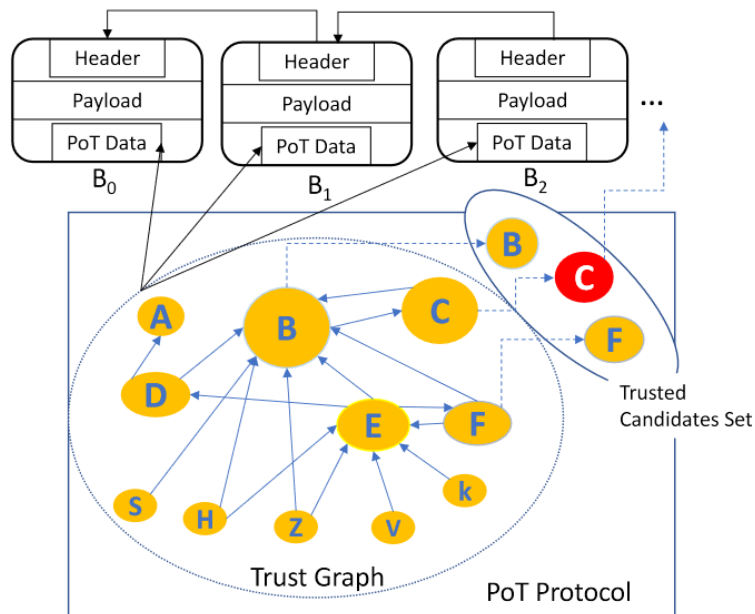 Header
Header
Header
Payload
Payload
Payload
...
PoT Data
PoT Data
PoT Data
B0
B1
B2
B
C
F
Trusted
Candidates Set
A
B
C
D
E
F
S
H
Z
V
k
Trust Graph
PoT Protocol